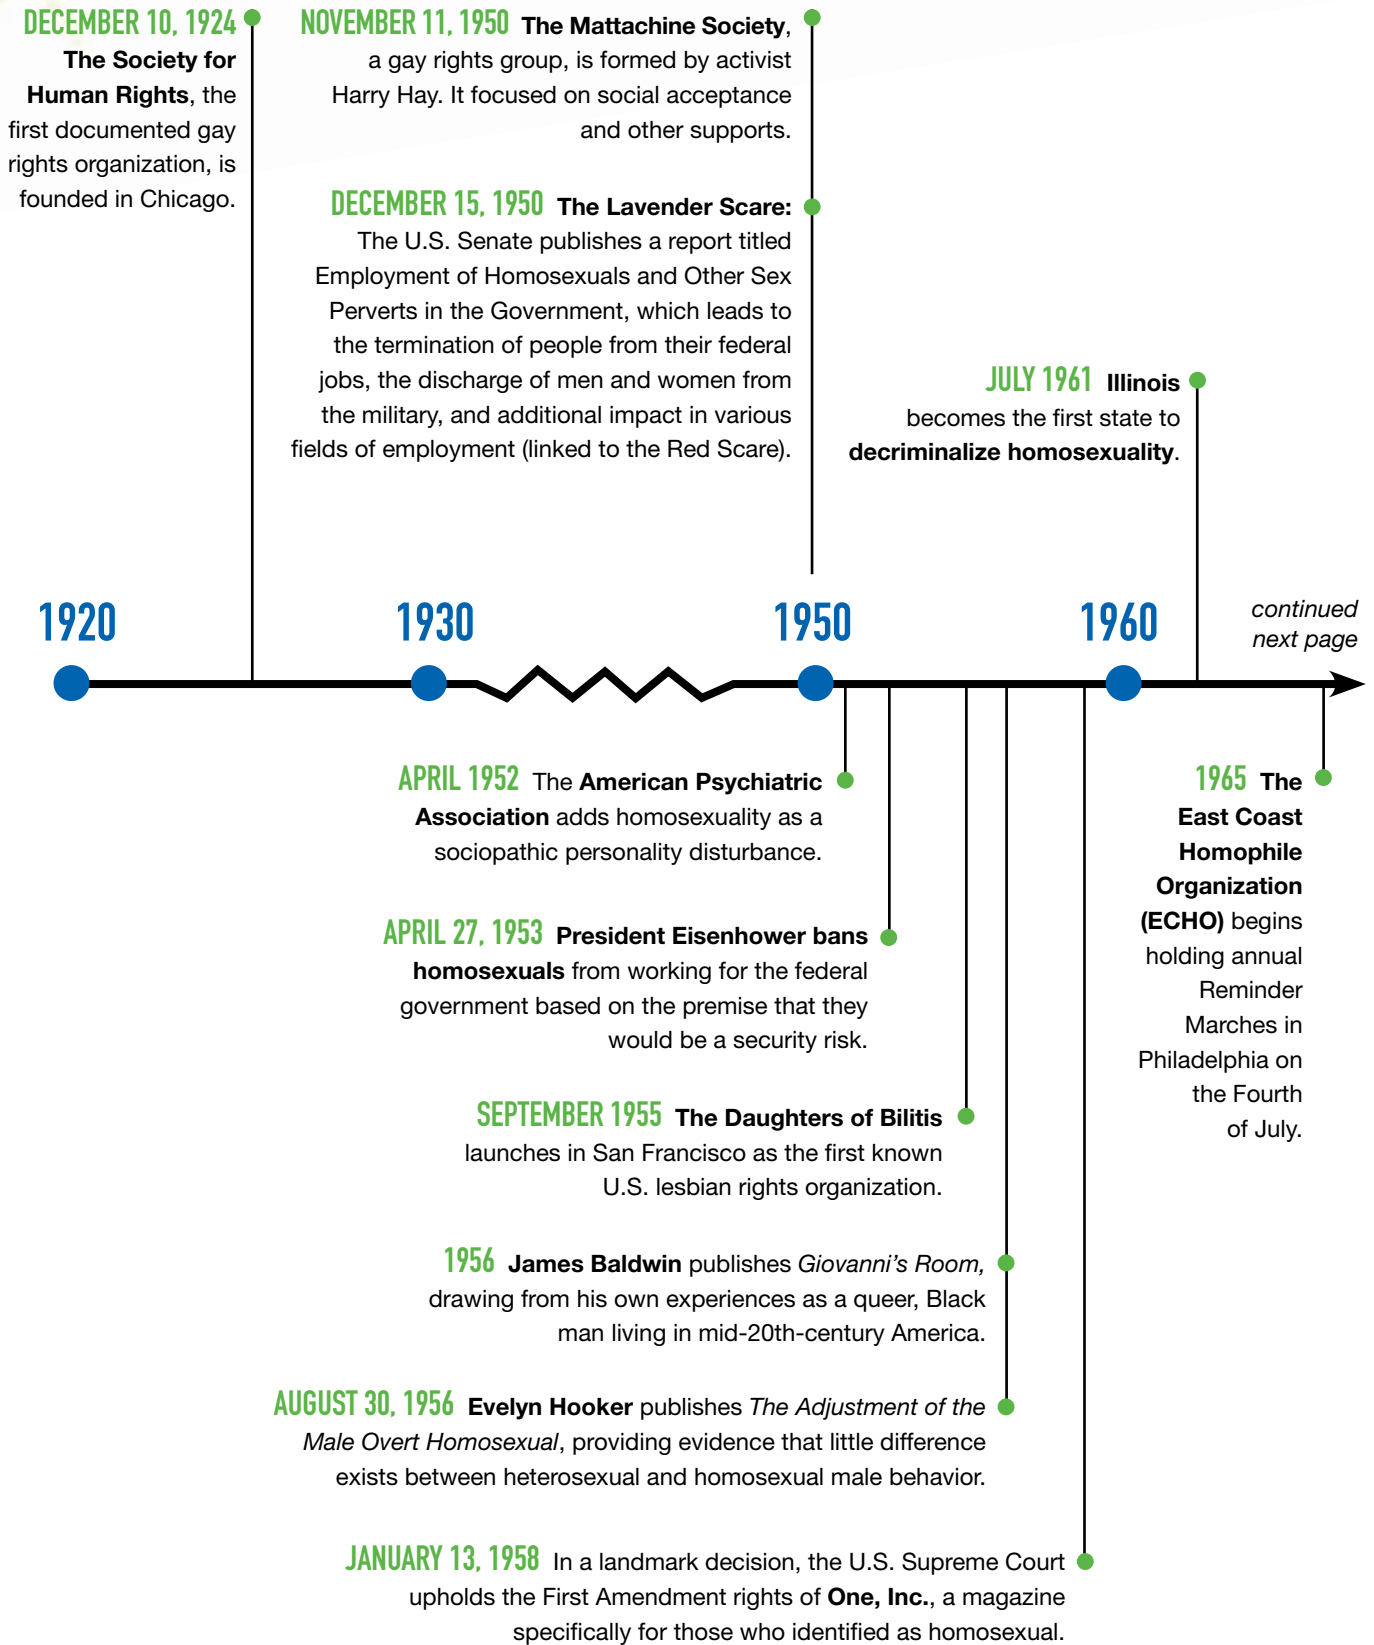 DECEMBER 10, 1924
The Society for
Human Rights, the
first documented gay
rights organization, is
founded in Chicago.
NOVEMBER 11, 1950 The Mattachine Society,
a gay rights group, is formed by activist
Harry Hay. It focused on social acceptance
and other supports.
DECEMBER 15, 1950 The Lavender Scare:
The U.S. Senate publishes a report titled
Employment of Homosexuals and Other Sex
Perverts in the Government, which leads to
the termination of people from their federal
jobs, the discharge of men and women from
the military, and additional impact in various
fields of employment (linked to the Red Scare).
JULY 1961 Illinois
becomes the first state to
decriminalize homosexuality.
1920
1930
1950
1960
continued
next page
APRIL 1952 The American Psychiatric
Association adds homosexuality as a
sociopathic personality disturbance.
APRIL 27, 1953 President Eisenhower bans
homosexuals from working for the federal
government based on the premise that they
would be a security risk.
SEPTEMBER 1955 The Daughters of Bilitis
launches in San Francisco as the first known
U.S. lesbian rights organization.
1956 James Baldwin publishes Giovanni's Room,
drawing from his own experiences as a queer, Black
man living in mid-20th-century America.
AUGUST 30, 1956 Evelyn Hooker publishes The Adjustment of the
Male Overt Homosexual, providing evidence that little difference
exists between heterosexual and homosexual male behavior.
JANUARY 13, 1958 In a landmark decision, the U.S. Supreme Court
upholds the First Amendment rights of One, Inc., a magazine
specifically for those who identified as homosexual.
1965 The
East Coast
Homophile
Organization
(ECHO) begins
holding annual
Reminder
Marches in
Philadelphia on
the Fourth
of July.